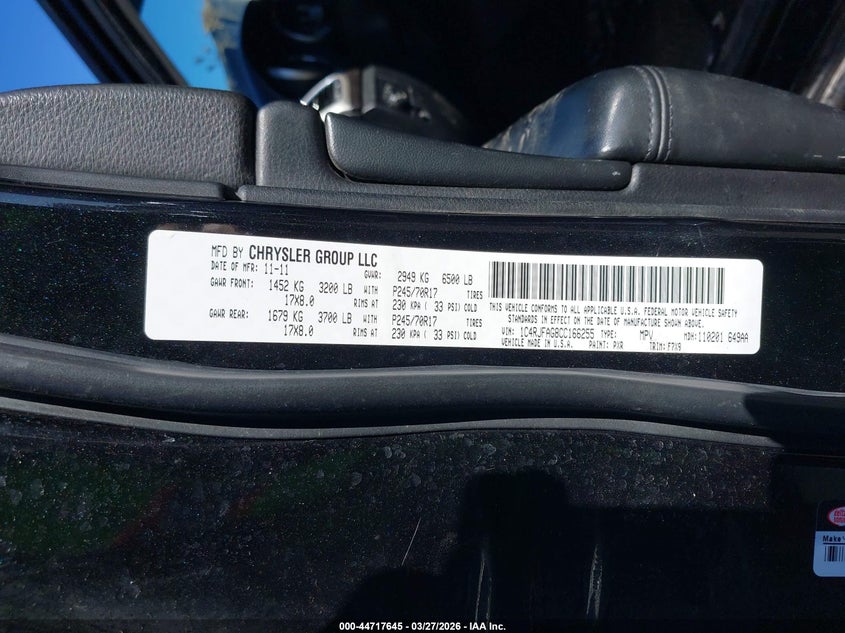 MFD BY CHRYSLER GROUP LLC
DATE OF MFR: 11-11 GVWR: 2949 KG 6500 LB
GAWR FRONT: 1452 KG 3200 LB WITH P245/70R17 TIRES
17X8.0 RIMS AT 230 KPA ( 33 PSI) COLD
GAWR REAR: 1679 KG 3700 LB WITH P245/70R17 TIRES
17X8.0 RIMS AT 230 KPA ( 33 PSI) COLD
THIS VEHICLE CONFORMS TO ALL APPLICABLE U.S.A. FEDERAL MOTOR VEHICLE SAFETY
STANDARDS IN EFFECT ON THE DATE OF MANUFACTURE SHOWN ABOVE.
VIN: 1C4RJFAG8CC166255 TYPE: MPV MDH: 110201 649AA
VEHICLE MADE IN U.S.A. PAINT: PXR TRIM: F7X9
Make
000-44717645 - 03/27/2026 - IAA Inc.